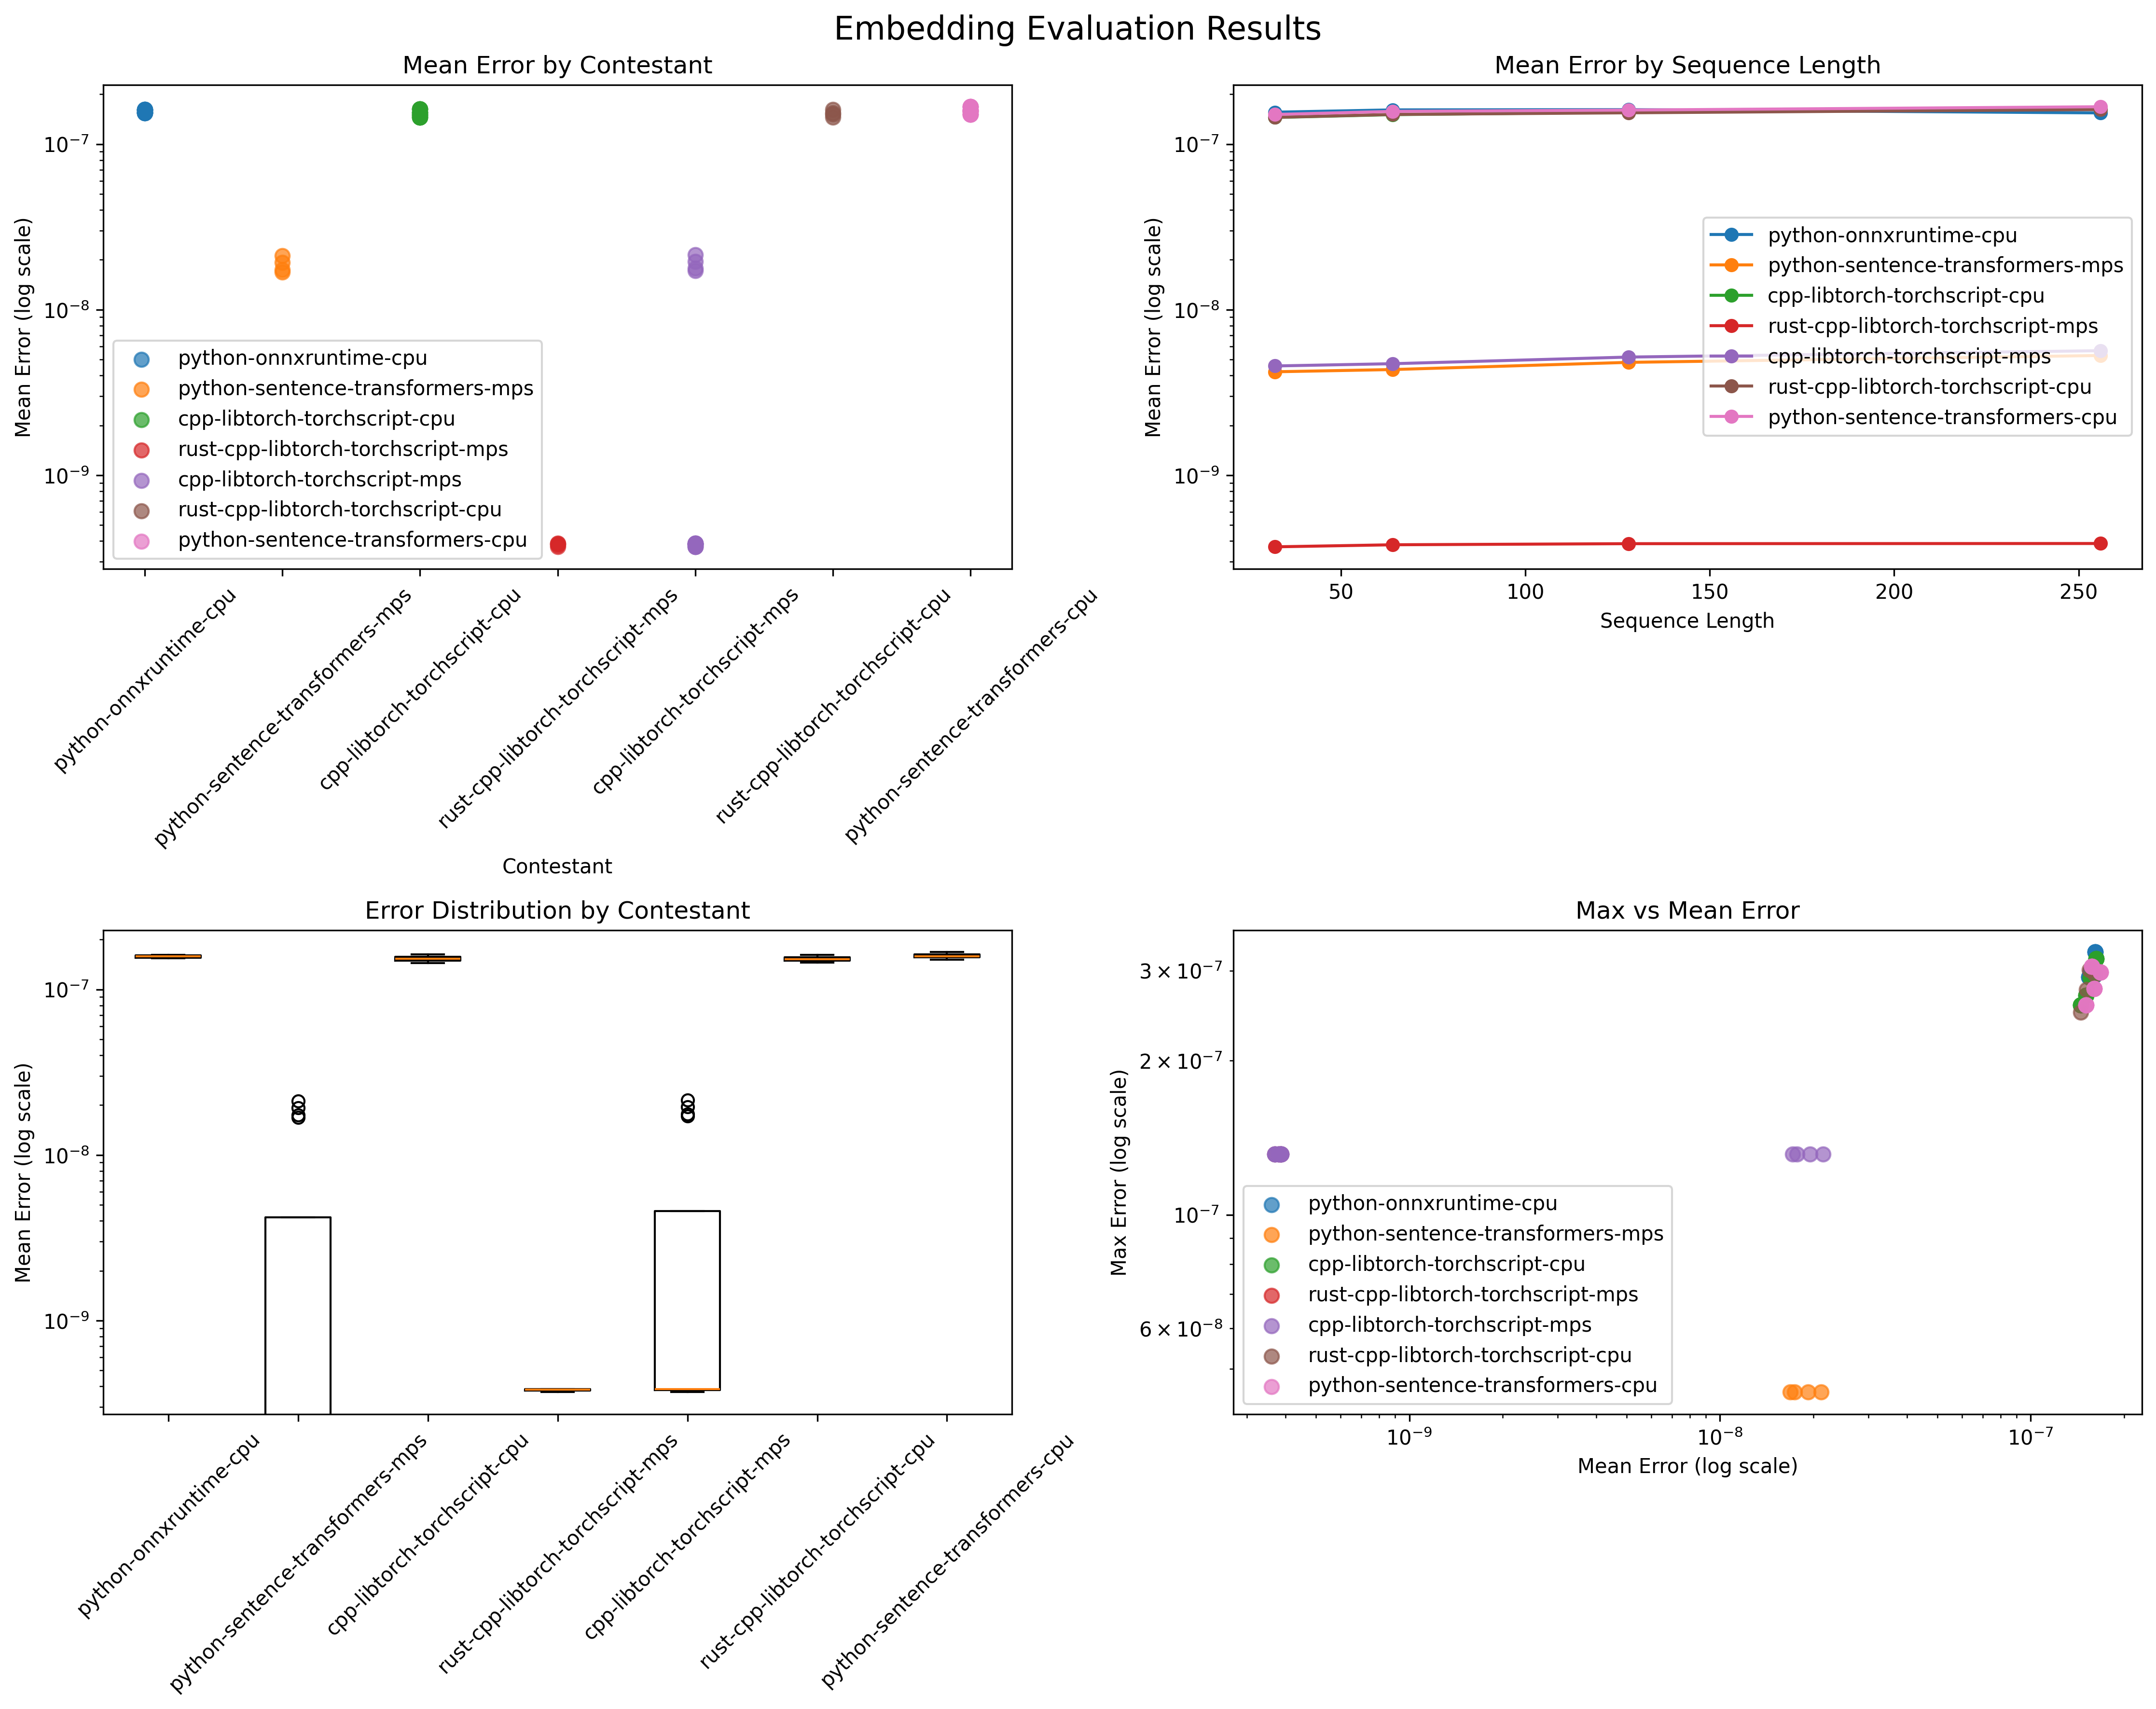 Embedding Evaluation Results
Mean Error by Contestant
Mean Error (log scale)
10⁻⁷
10⁻⁸
10⁻⁹
python-onnxruntime-cpu
python-sentence-transformers-mps
cpp-libtorch-torchscript-cpu
rust-cpp-libtorch-torchscript-mps
cpp-libtorch-torchscript-mps
rust-cpp-libtorch-torchscript-cpu
python-sentence-transformers-cpu
python-onnxruntime-cpu
python-sentence-transformers-mps
cpp-libtorch-torchscript-cpu
rust-cpp-libtorch-torchscript-mps
cpp-libtorch-torchscript-mps
rust-cpp-libtorch-torchscript-cpu
python-sentence-transformers-cpu
Contestant
Mean Error by Sequence Length
Mean Error (log scale)
10⁻⁷
10⁻⁸
10⁻⁹
python-onnxruntime-cpu
python-sentence-transformers-mps
cpp-libtorch-torchscript-cpu
rust-cpp-libtorch-torchscript-mps
cpp-libtorch-torchscript-mps
rust-cpp-libtorch-torchscript-cpu
python-sentence-transformers-cpu
50 100 150 200 250
Sequence Length
Error Distribution by Contestant
Mean Error (log scale)
10⁻⁷
10⁻⁸
10⁻⁹
python-onnxruntime-cpu
python-sentence-transformers-mps
cpp-libtorch-torchscript-cpu
rust-cpp-libtorch-torchscript-mps
cpp-libtorch-torchscript-mps
rust-cpp-libtorch-torchscript-cpu
python-sentence-transformers-cpu
Max vs Mean Error
Max Error (log scale)
3 × 10⁻⁷
2 × 10⁻⁷
10⁻⁷
6 × 10⁻⁸
python-onnxruntime-cpu
python-sentence-transformers-mps
cpp-libtorch-torchscript-cpu
rust-cpp-libtorch-torchscript-mps
cpp-libtorch-torchscript-mps
rust-cpp-libtorch-torchscript-cpu
python-sentence-transformers-cpu
10⁻⁹ 10⁻⁸ 10⁻⁷
Mean Error (log scale)